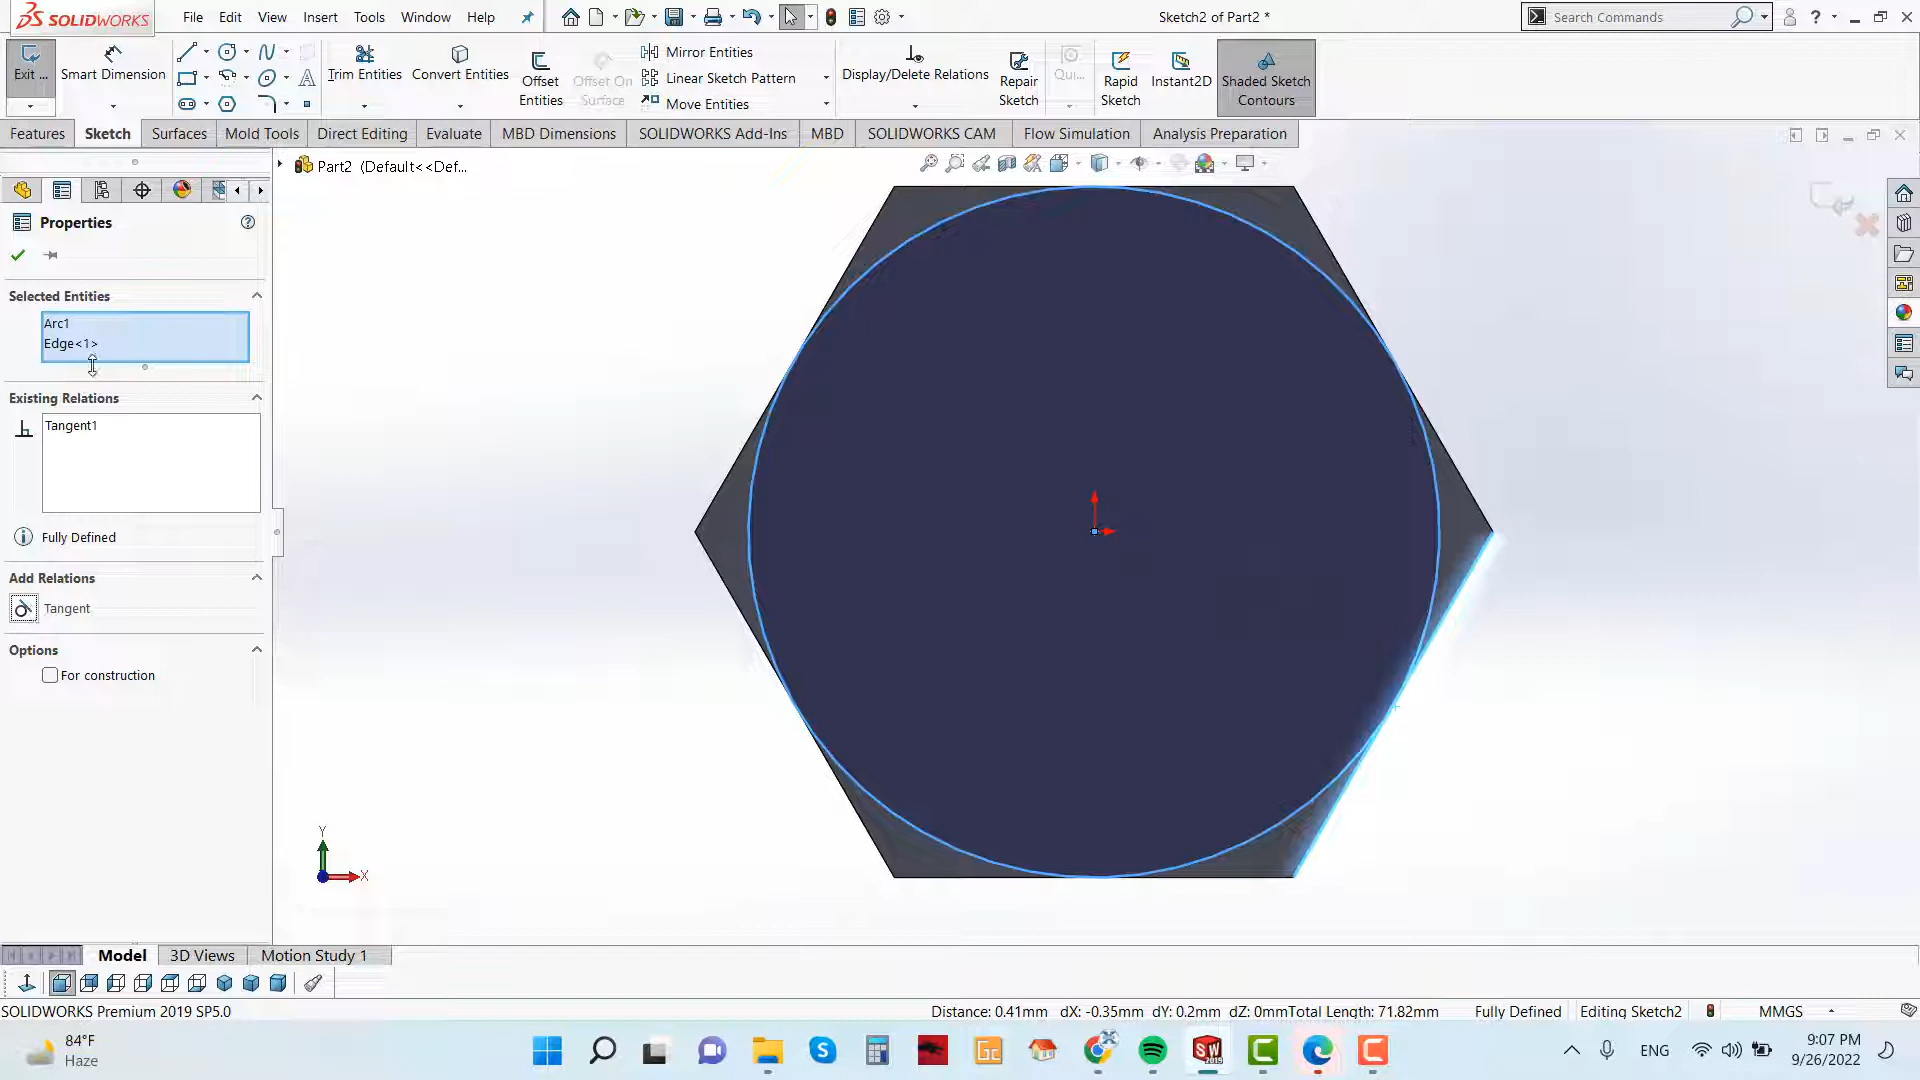 SOLIDWORKS File Edit View Insert Tools Window Help Sketch2 of Part2 * Search Commands
Exit ... Smart Dimension Trim Entities Convert Entities Offset Entities Offset On Surface Mirror Entities Display/Delete Relations Repair Sketch Qui... Rapid Sketch Instant2D Shaded Sketch Contours
Linear Sketch Pattern
Move Entities
Features Sketch Surfaces Mold Tools Direct Editing Evaluate MBD Dimensions SOLIDWORKS Add-Ins MBD SOLIDWORKS CAM Flow Simulation Analysis Preparation
Part2 (Default<<Def...
Properties
Selected Entities
Arc1
Edge<1>
Existing Relations
Tangent1
Fully Defined
Add Relations
Tangent
Options
For construction
Y
X
Model 3D Views Motion Study 1
SOLIDWORKS Premium 2019 SP5.0 Distance: 0.41mm dX: -0.35mm dY: 0.2mm dZ: 0mmTotal Length: 71.82mm Fully Defined Editing Sketch2 MMGS
84°F
Haze
ENG
9:07 PM
9/26/2022